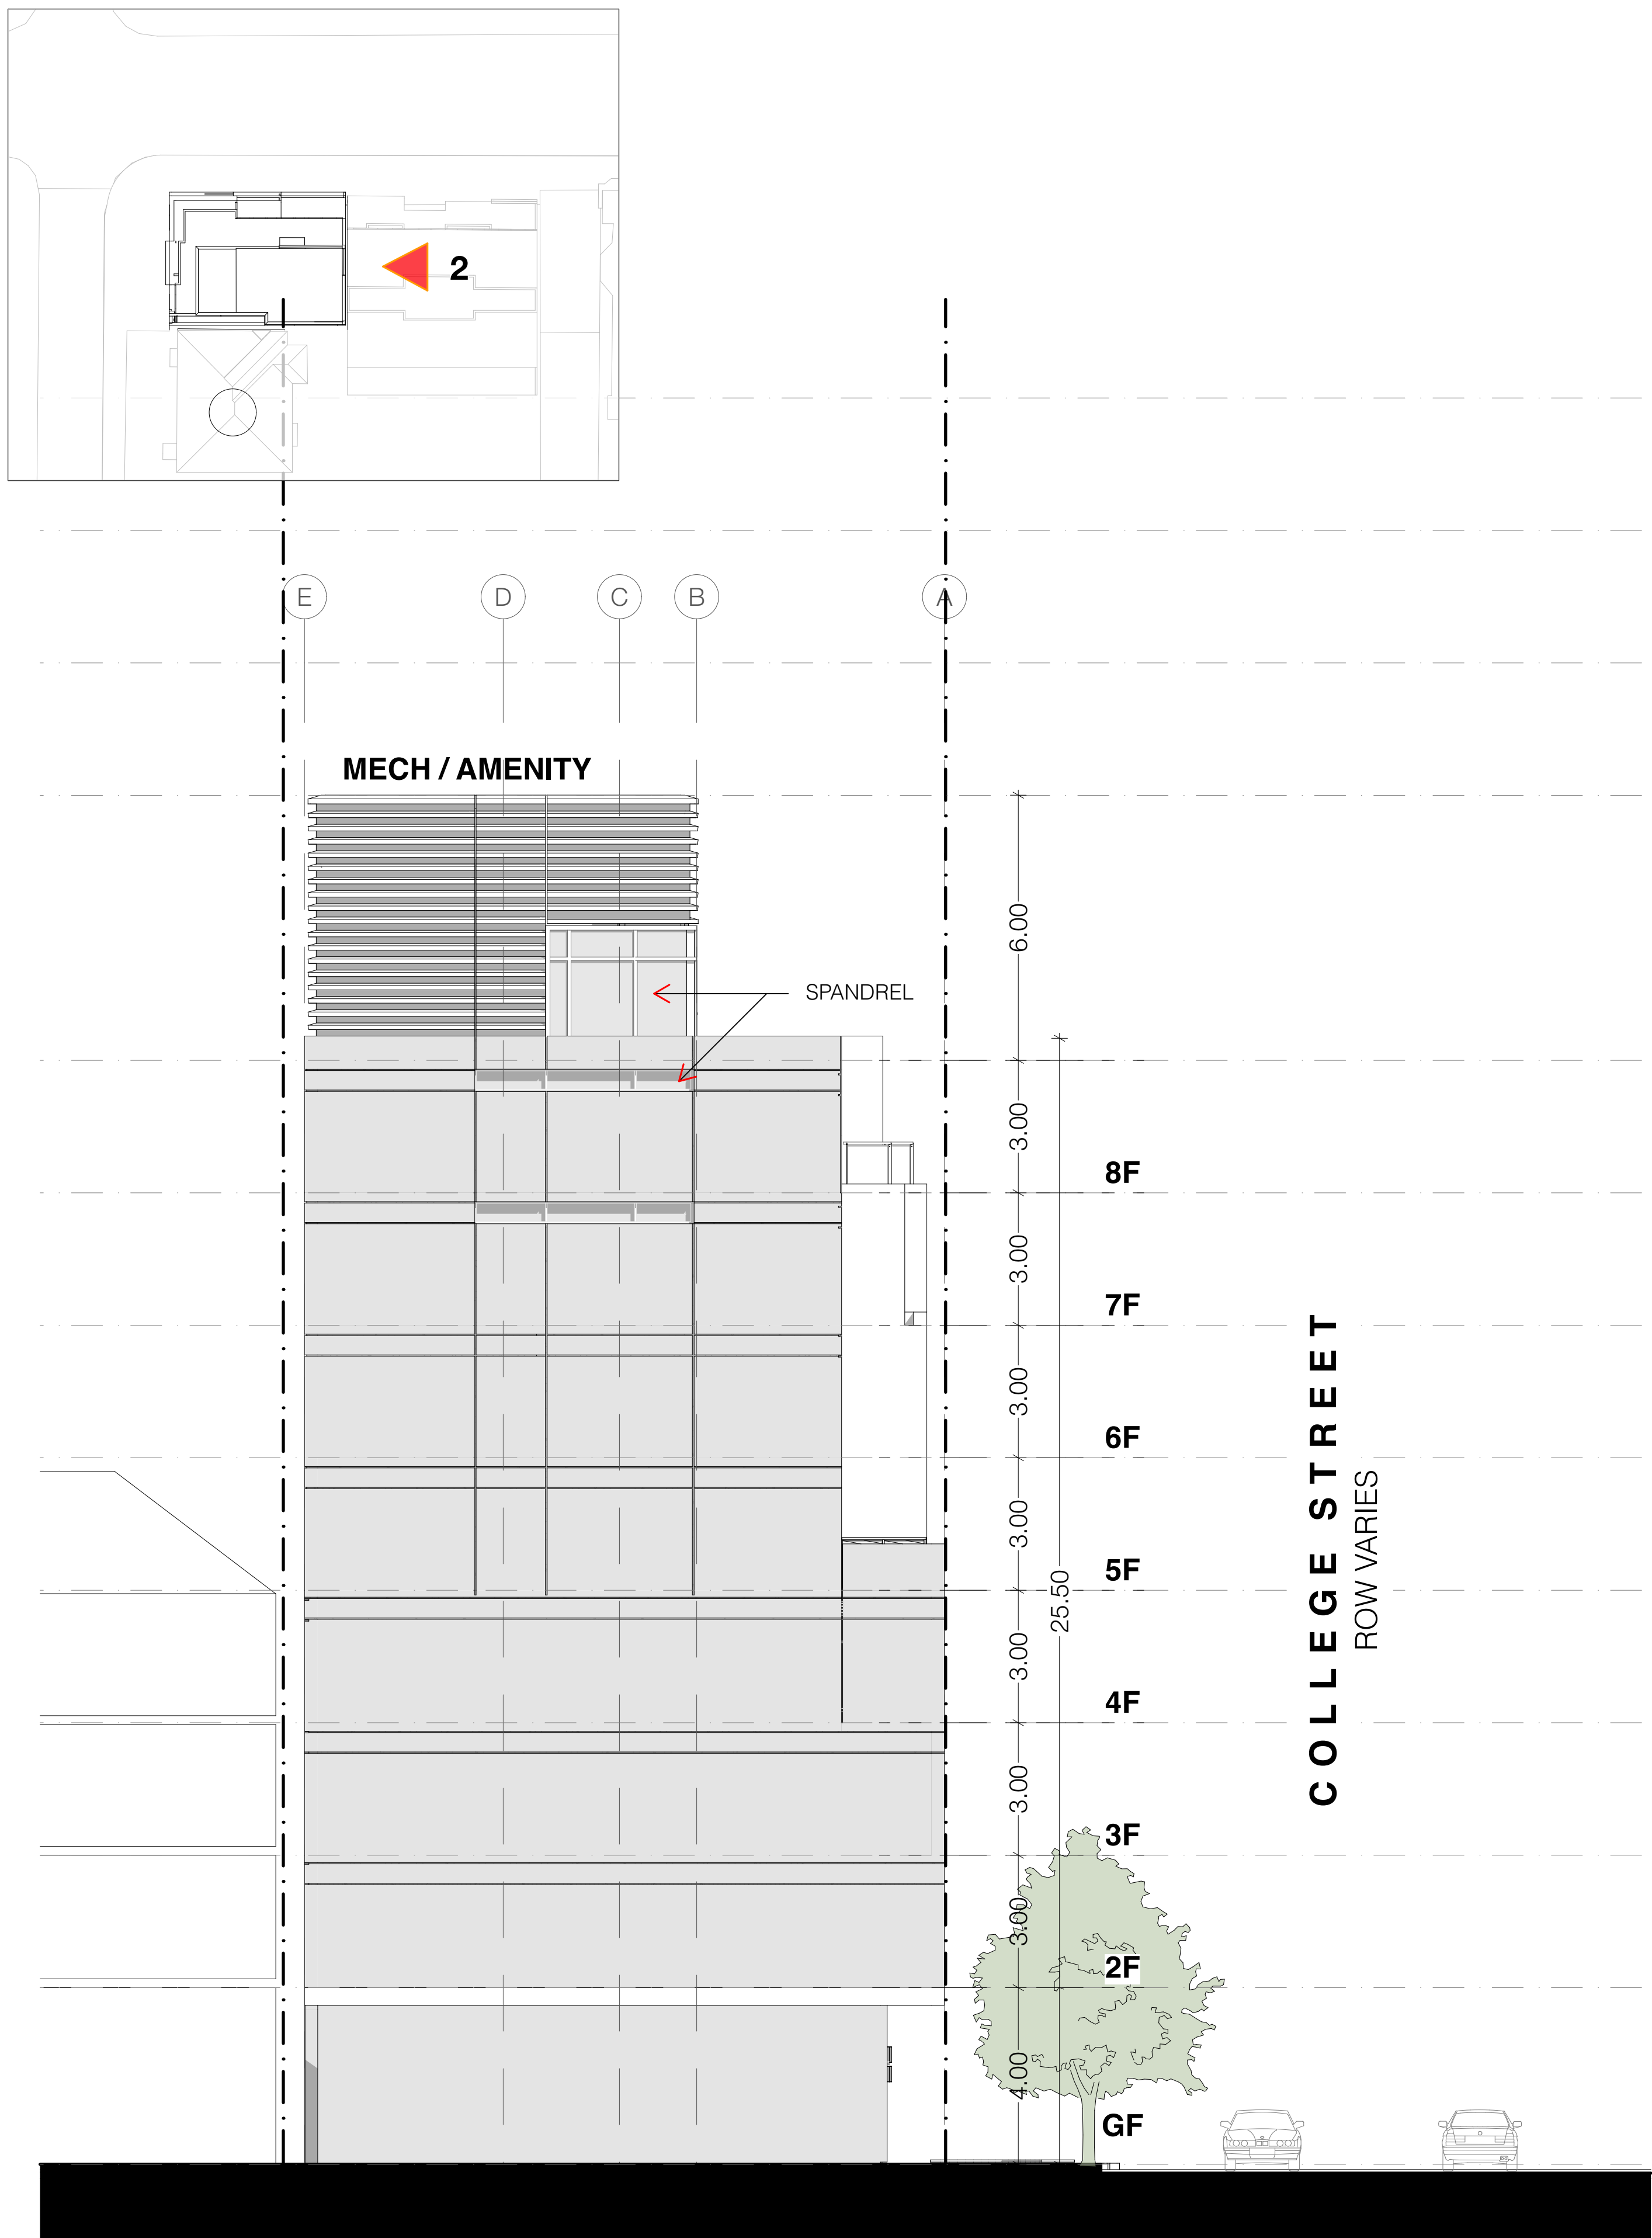 2
E
D
C
B
A
MECH / AMENITY
6.00
SPANDREL
3.00
8F
3.00
7F
3.00
6F
3.00
5F
25.50
3.00
4F
3.00
3F
3.00
2F
4.00
GF
COLLEGE STREET
ROW VARIES